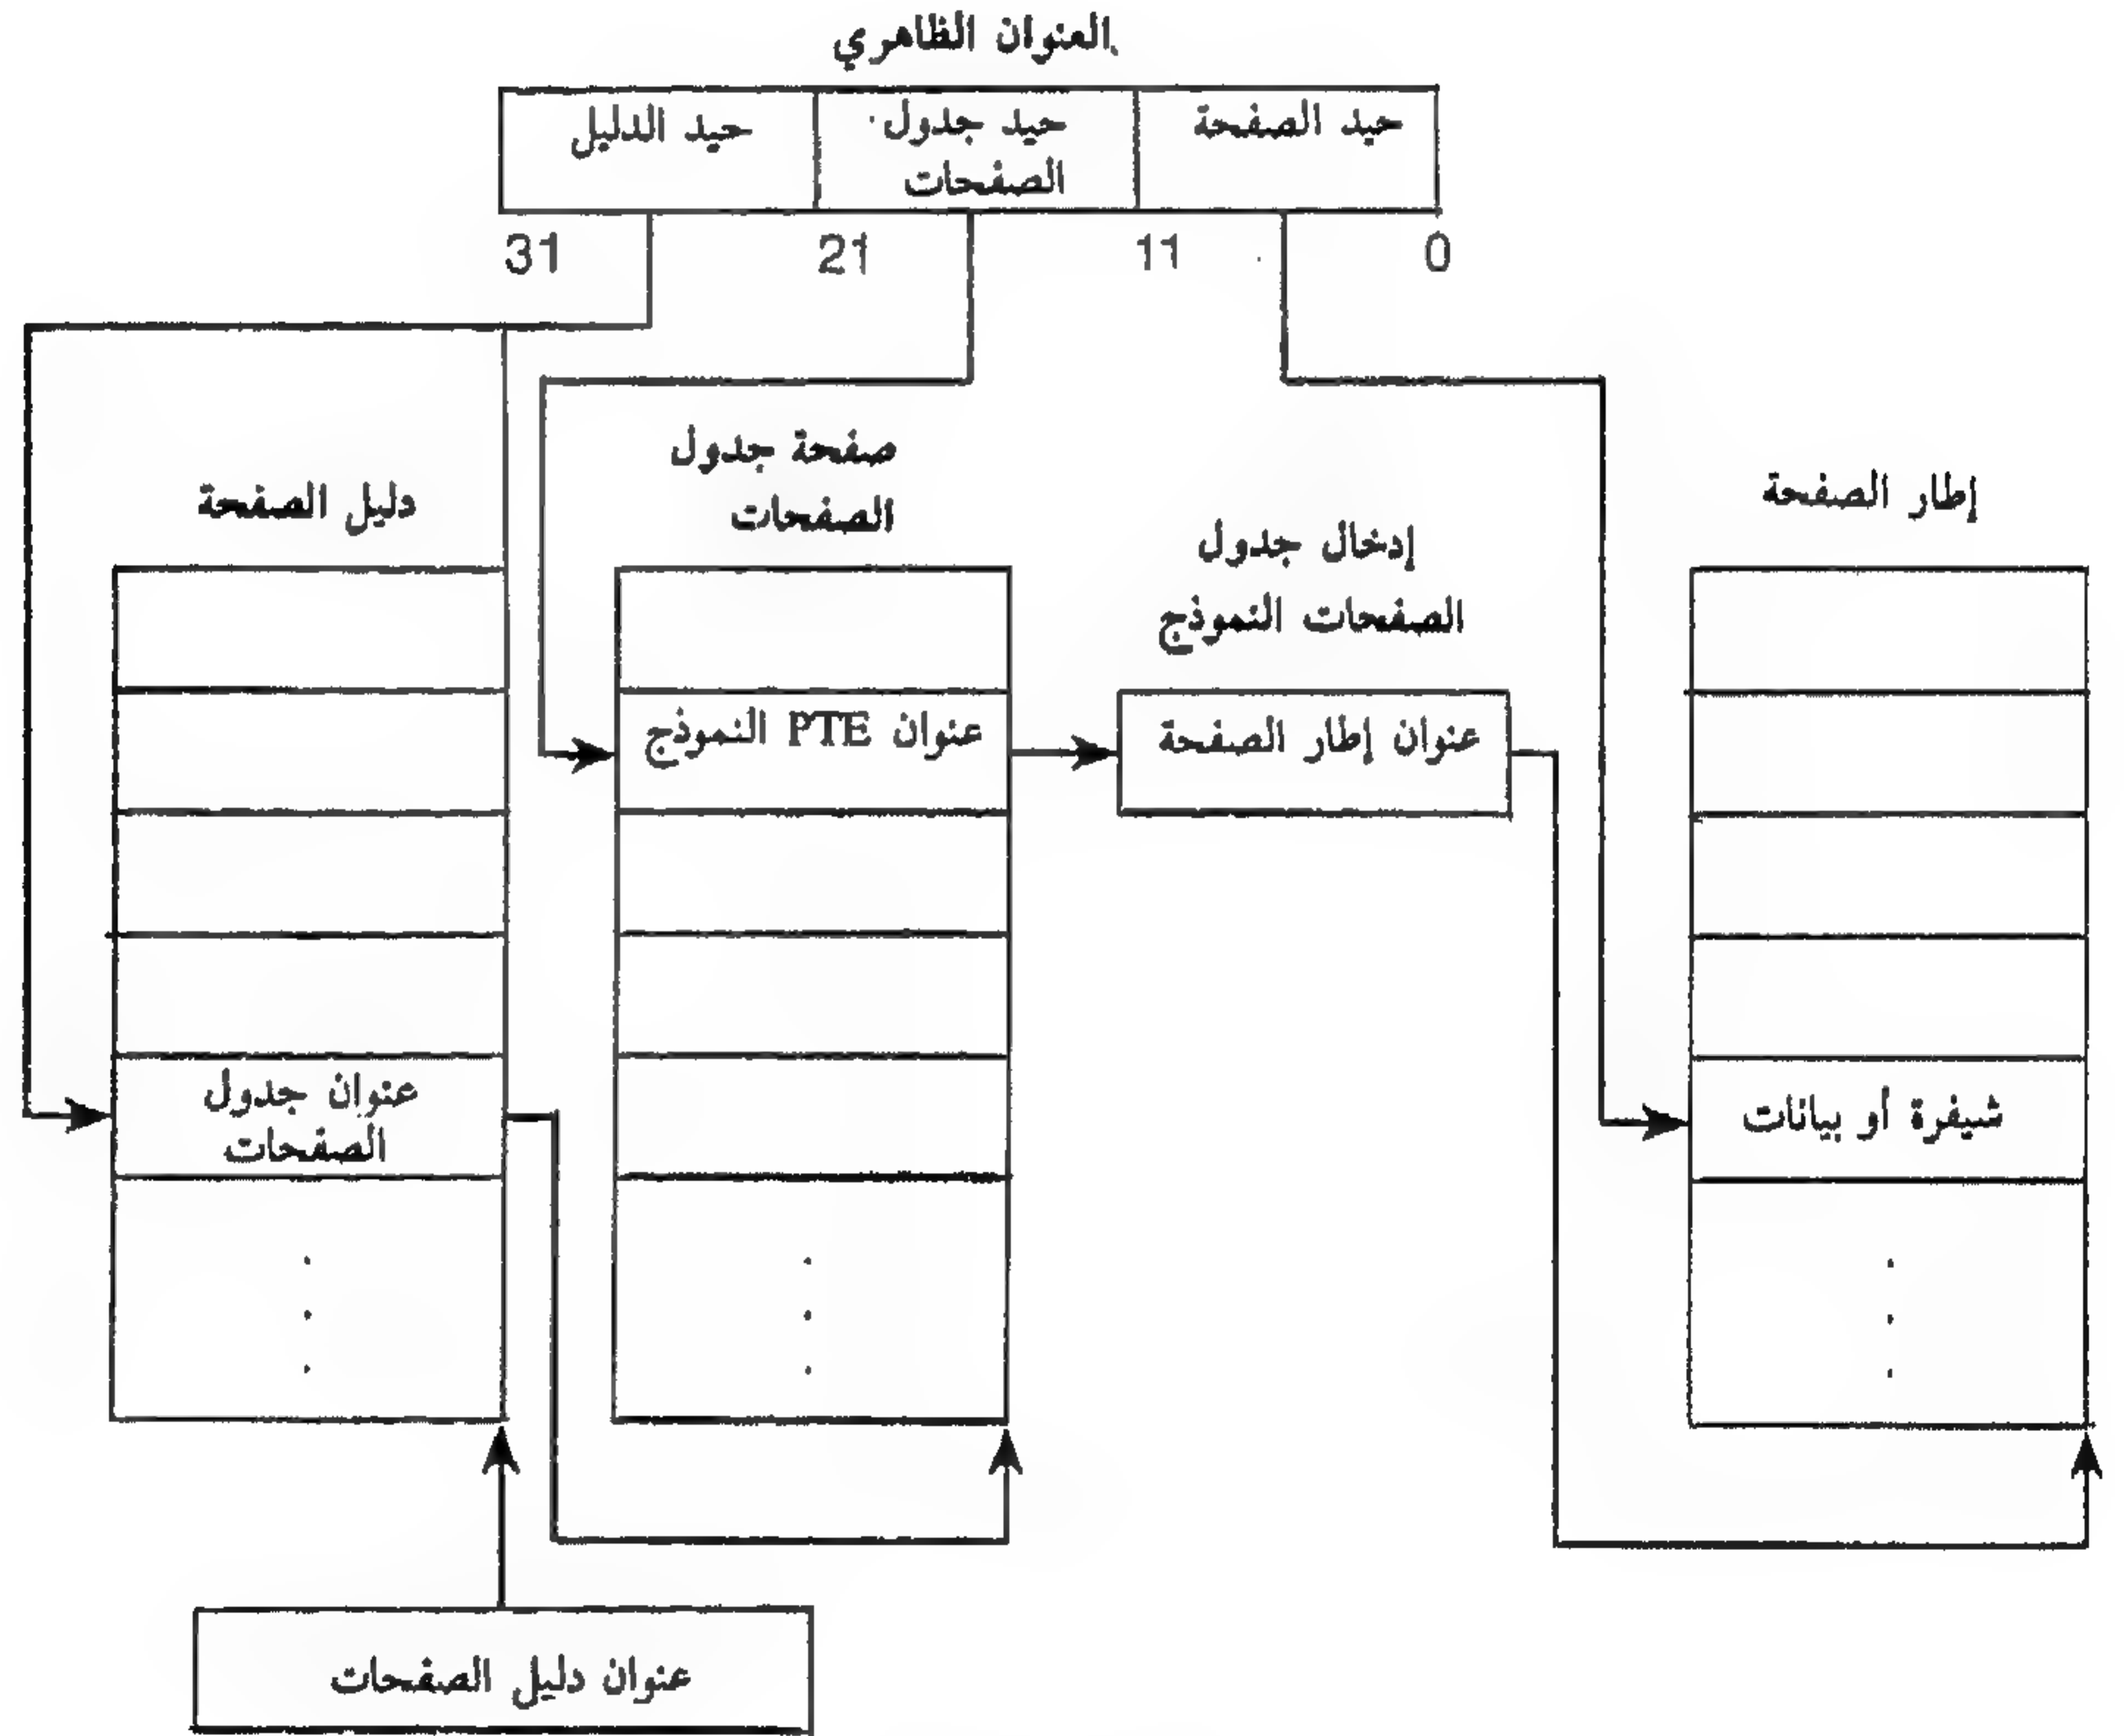 العنوان الظاهري
حيد الصفحة
حيد جدول
الصفحات
حيد الدليل
31
21
11
0
دليل الصفحة
صفحة جدول
الصفحات
إدخال جدول
الصفحات النموذج
إطار الصفحة
عنوان PTE النموذج
عنوان إطار الصفحة
عنوان جدول
الصفحات
شيفرة أو بيانات
عنوان دليل الصفحات